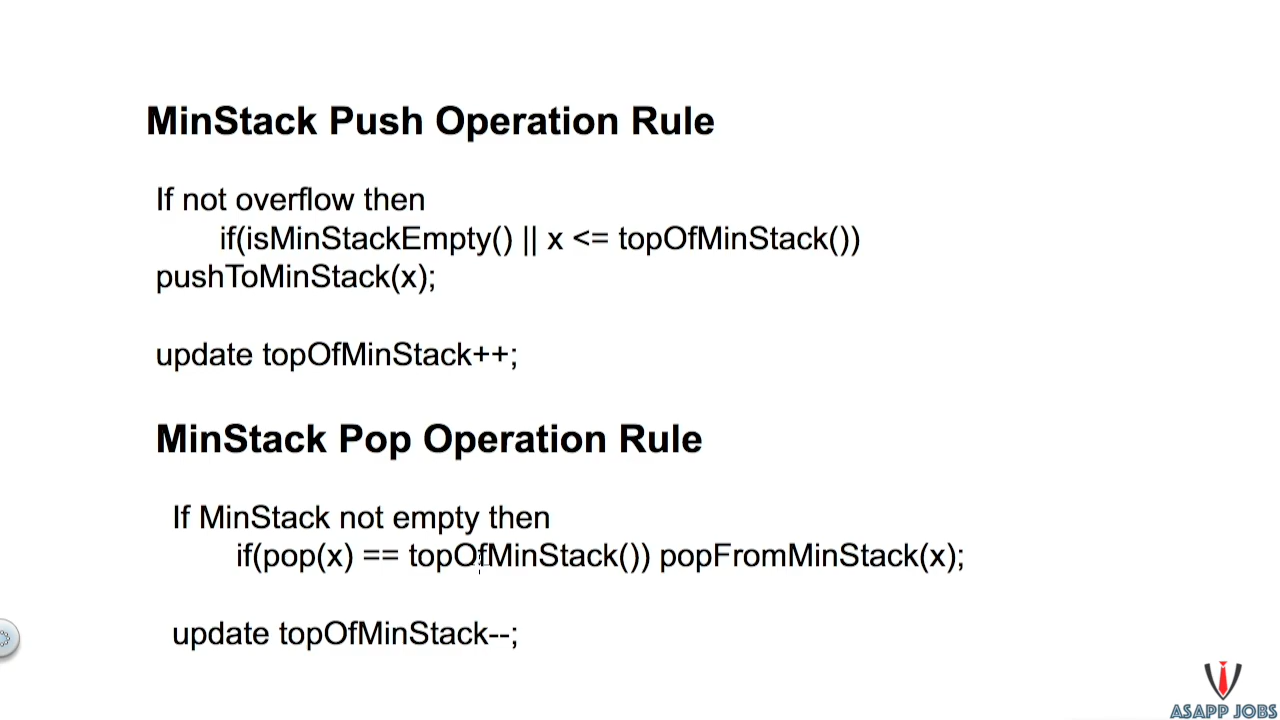 MinStack Push Operation Rule
If not overflow then
if(isMinStackEmpty() || x <= topOfMinStack())
pushToMinStack(x);
update topOfMinStack++;
MinStack Pop Operation Rule
If MinStack not empty then
if(pop(x) == topOfMinStack()) popFromMinStack(x);
update topOfMinStack--;
ASAPP JOBS